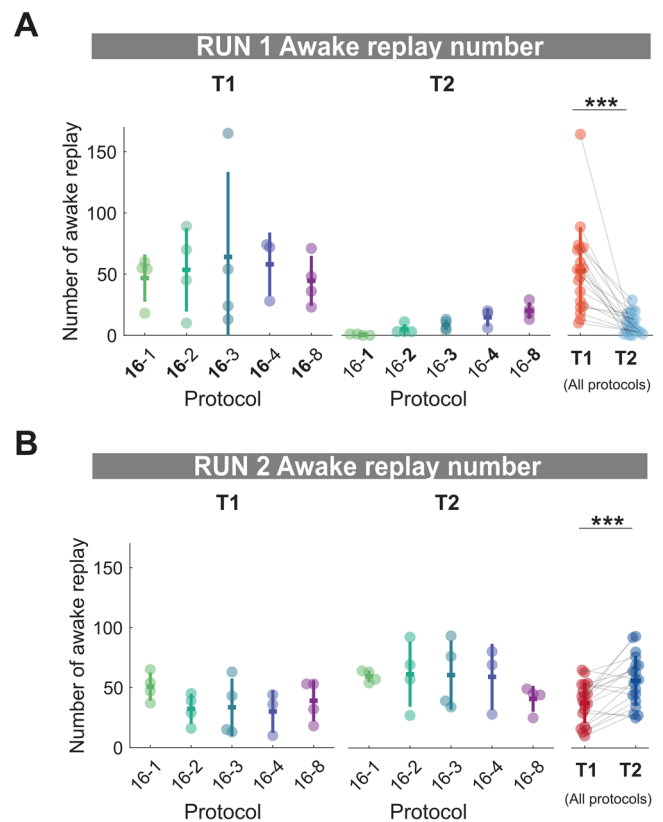 A
RUN 1 Awake replay number
T1
T2
***
Number of awake replay
150
100
50
0
16-1
16-2
16-3
16-4
16-8
16-1
16-2
16-3
16-4
16-8
T1
T2
(All protocols)
Protocol
Protocol
B
RUN 2 Awake replay number
T1
T2
***
Number of awake replay
150
100
50
0
16-1
16-2
16-3
16-4
16-8
16-1
16-2
16-3
16-4
16-8
T1
T2
(All protocols)
Protocol
Protocol